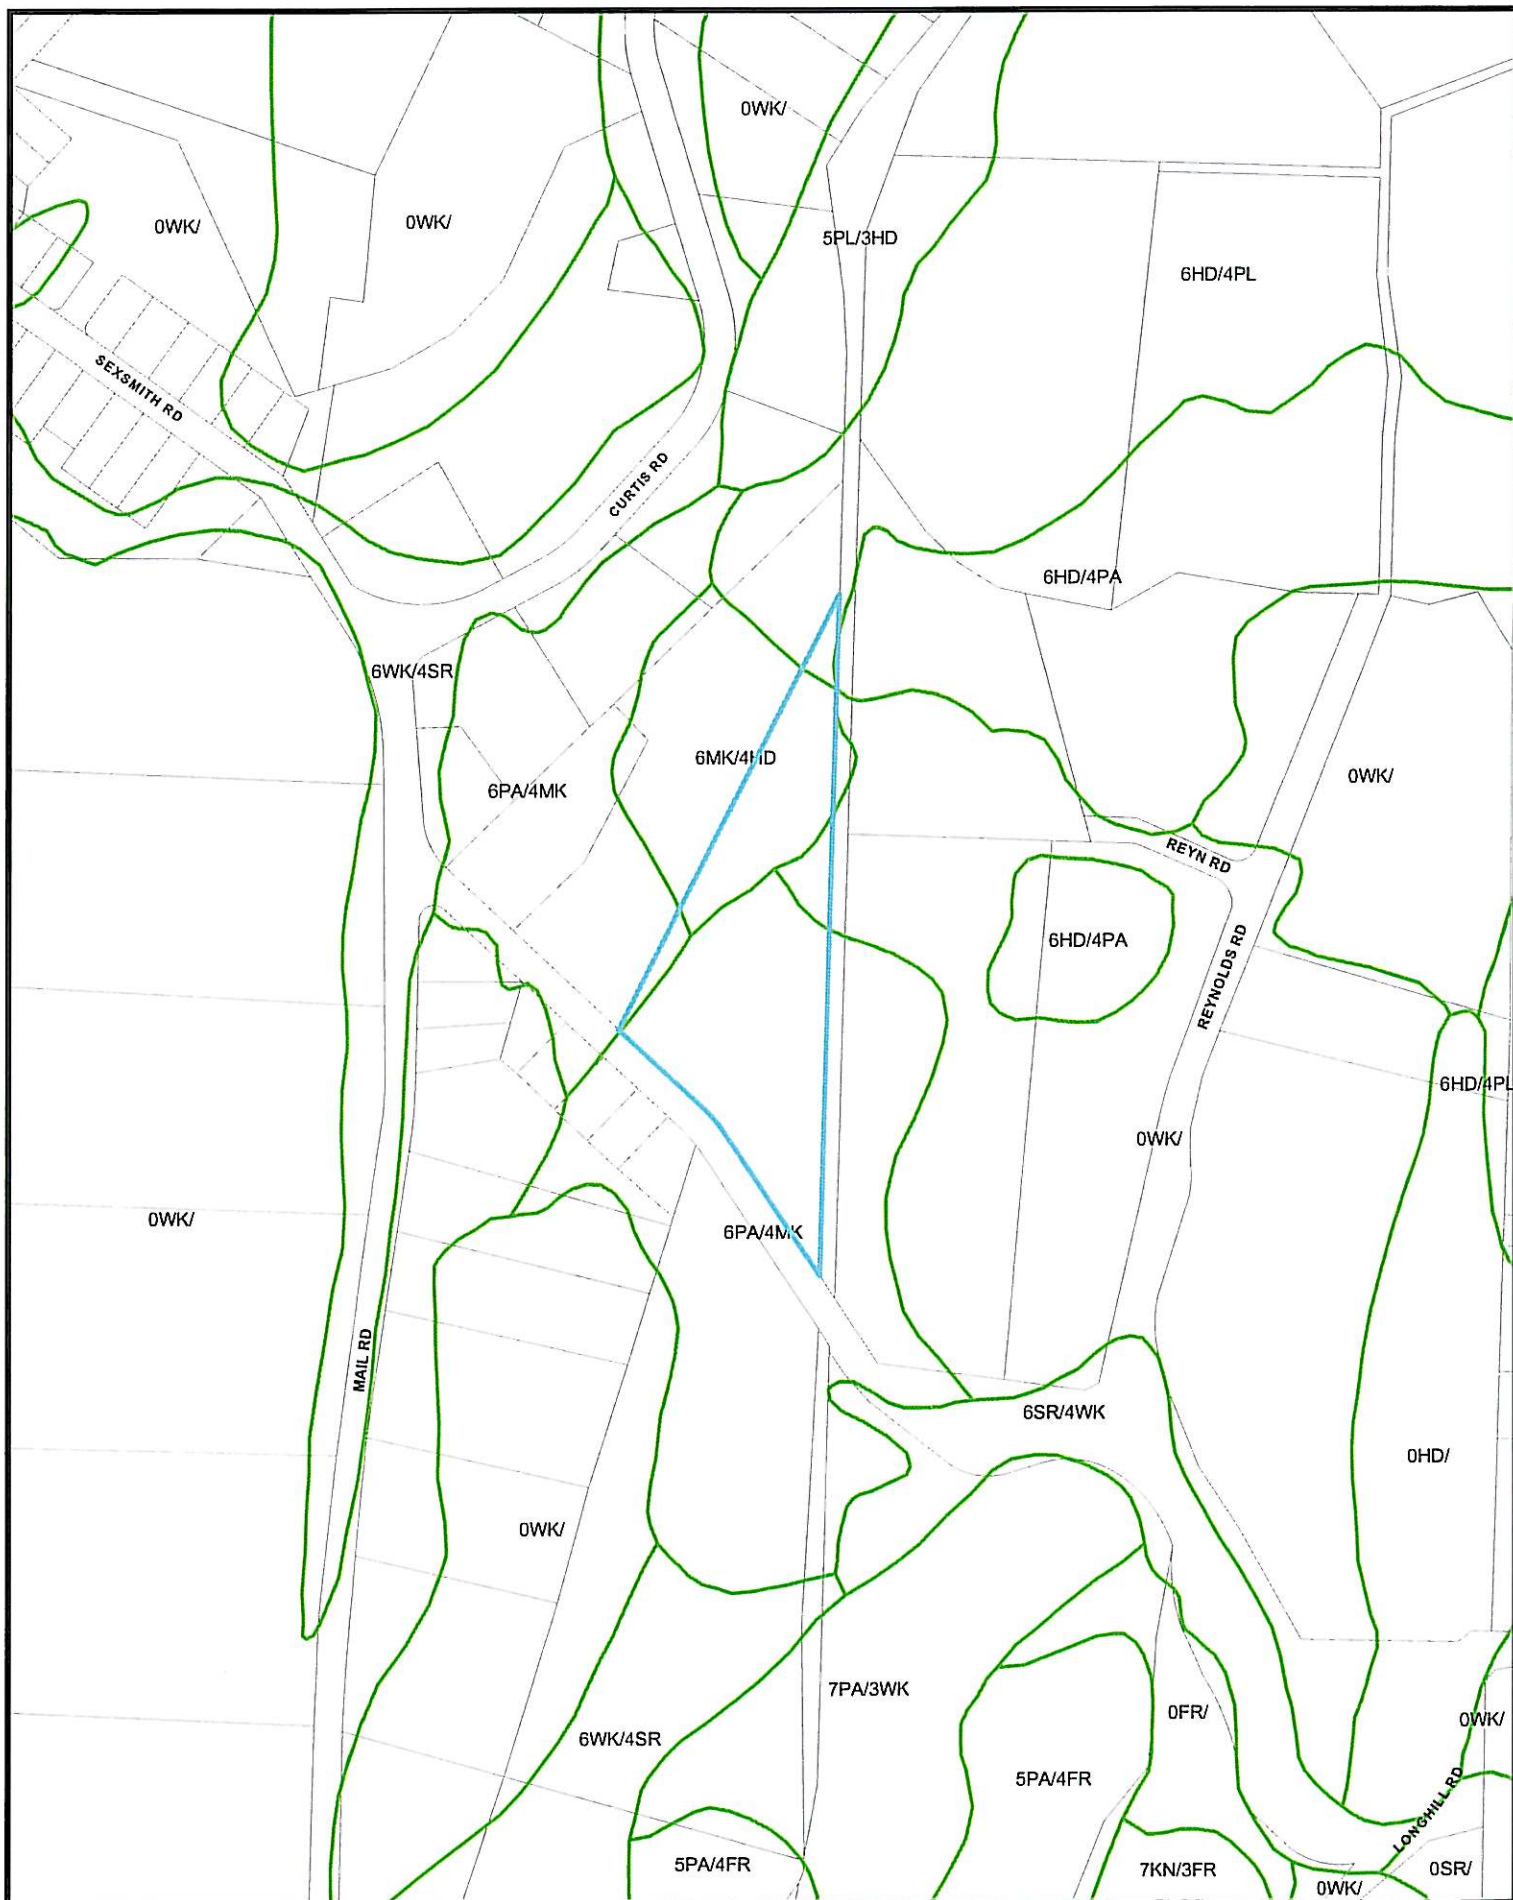 0WK/
0WK/
0WK/
5PL/3HD
6HD/4PL
SEXSMITH RD
CURTIS RD
6HD/4PA
6WK/4SR
6MK/4HD
6PA/4MK
0WK/
REYN RD
6HD/4PA
REYNOLDS RD
6HD/4PL
0WK/
0WK/
6PA/4MK
MAIL RD
6SR/4WK
0HD/
0WK/
7PA/3WK
0FR/
0WK/
6WK/4SR
5PA/4FR
LONGHILL RD
5PA/4FR
7KN/3FR
0SR/
0WK/